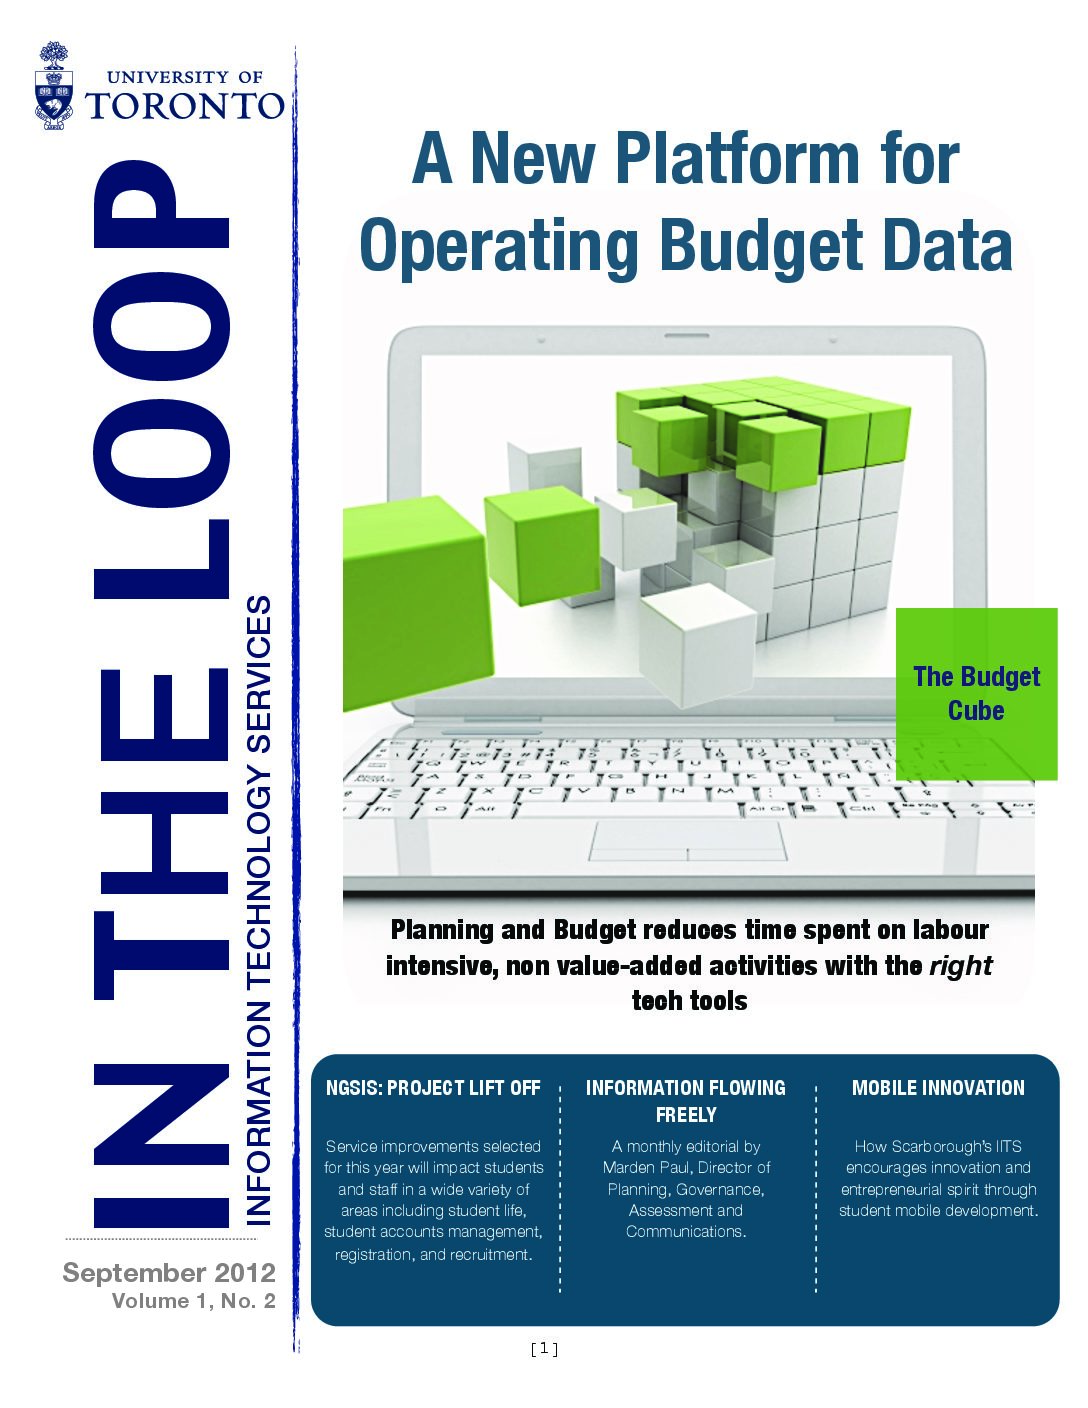 UNIVERSITY OF
TORONTO
IN THE LOOP
INFORMATION TECHNOLOGY SERVICES
September 2012
Volume 1, No. 2
A New Platform for
Operating Budget Data
The Budget
Cube
Planning and Budget reduces time spent on labour
intensive, non value-added activities with the right
tech tools
NGSIS: PROJECT LIFT OFF
Service improvements selected
for this year will impact students
and staff in a wide variety of
areas including student life,
student accounts management,
registration, and recruitment.
INFORMATION FLOWING
FREELY
A monthly editorial by
Marden Paul, Director of
Planning, Governance,
Assessment and
Communications.
MOBILE INNOVATION
How Scarborough's IITS
encourages innovation and
entrepreneurial spirit through
student mobile development.
[ 1 ]